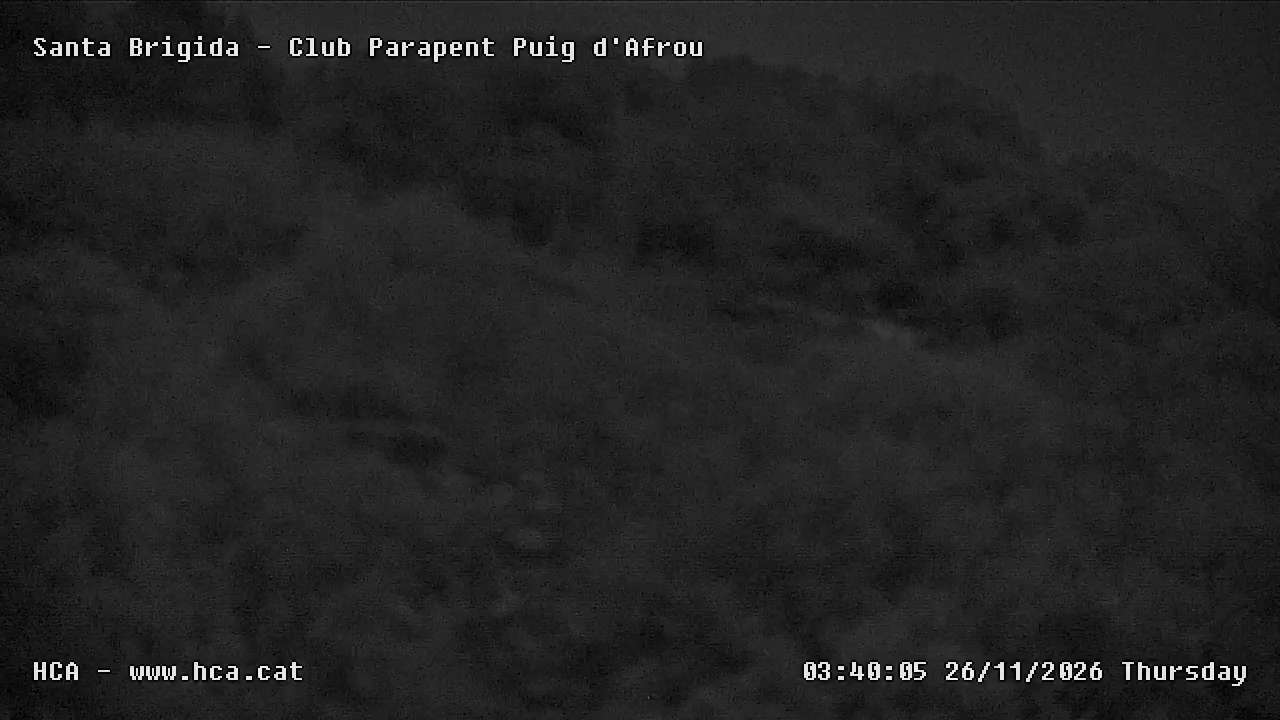 Santa Brigida - Club Parapent Puig d'Afrou
HCA - www.hca.cat
03:40:05 26/11/2026 Thursday